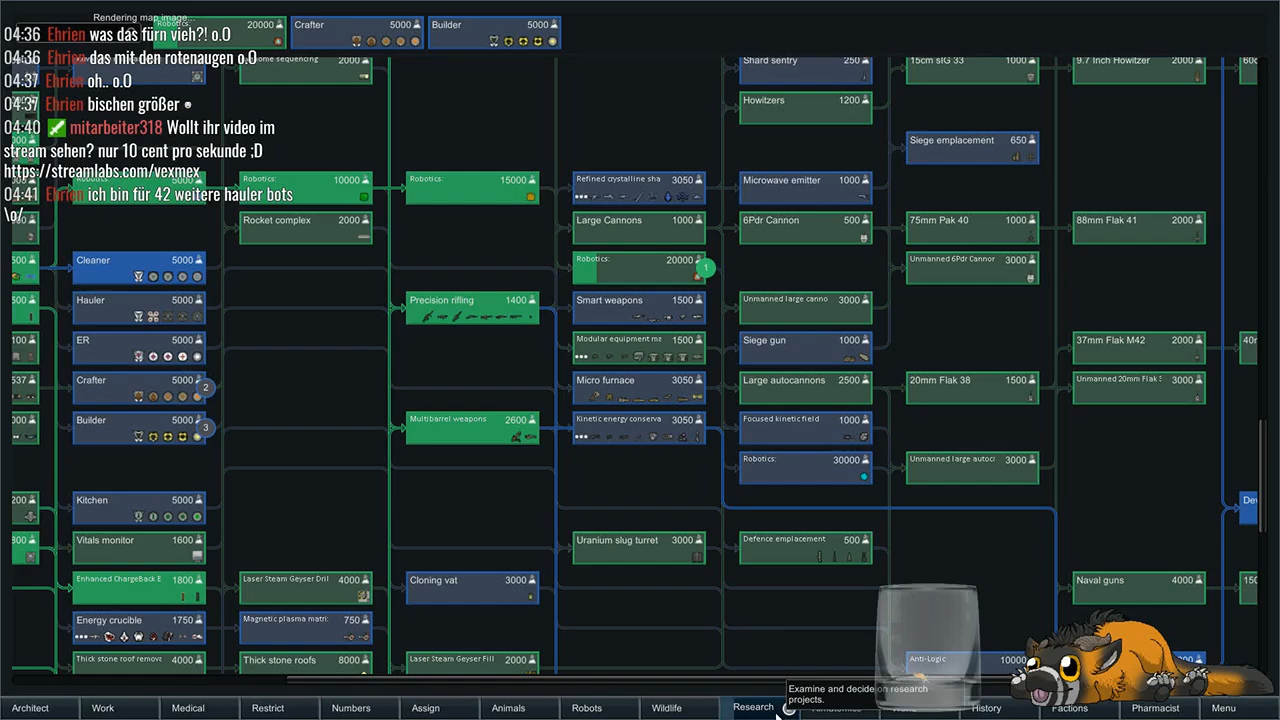 Rendering map image...
Robotics: 20000
Crafter 5000
Builder 5000
04:36 Ehrien was das fürn vieh?! o.O
04:36 Ehrien das mit den rotenaugen o.O
04:37 Ehrien oh.. o.O
04:37 Ehrien bischen größer
04:40 mitarbeiter318 Wollt ihr video im
stream sehen? nur 10 cent pro sekunde ;D
https://streamlabs.com/vexmex
04:41 Ehrien ich bin für 42 weitere hauler bots
\o/
2000
Shard sentry 250
15cm sIG 33 1000
9.7 Inch Howitzer 2000
Howitzers 1200
Siege emplacement 650
Robotics: 10000
Robotics: 15000
Refined crystalline sha 3050
Microwave emitter 1000
Rocket complex 2000
Large Cannons 1000
6Pdr Cannon 500
75mm Pak 40 1000
88mm Flak 41 2000
Cleaner 5000
Robotics: 20000
1
Unmanned 6Pdr Cannor 3000
Hauler 5000
Precision rifling 1400
Smart weapons 1500
Unmanned large canno 3000
ER 5000
Modular equipment ma 1500
Siege gun 1000
37mm Flak M42 2000
Crafter 5000
2
Micro furnace 3050
Large autocannons 2500
20mm Flak 38 1500
Unmanned 20mm Flak 3000
Builder 5000
3
Multibarrel weapons 2600
Kinetic energy conserva 3050
Focused kinetic field 1000
Robotics: 30000
Unmanned large autoc 3000
Kitchen 5000
Vitals monitor 1600
Uranium slug turret 3000
Defence emplacement 500
Enhanced ChargeBack E 1800
Laser Steam Geyser Dril 4000
Cloning vat 3000
Naval guns 4000
Energy crucible 1750
Magnetic plasma matri: 750
Thick stone roof remova 4000
Thick stone roofs 8000
Laser Steam Geyser Fill 2000
Anti-Logic 10000
Examine and decide on research
projects.
Architect
Work
Medical
Restrict
Numbers
Assign
Animals
Robots
Wildlife
Research
History
Factions
Pharmacist
Menu